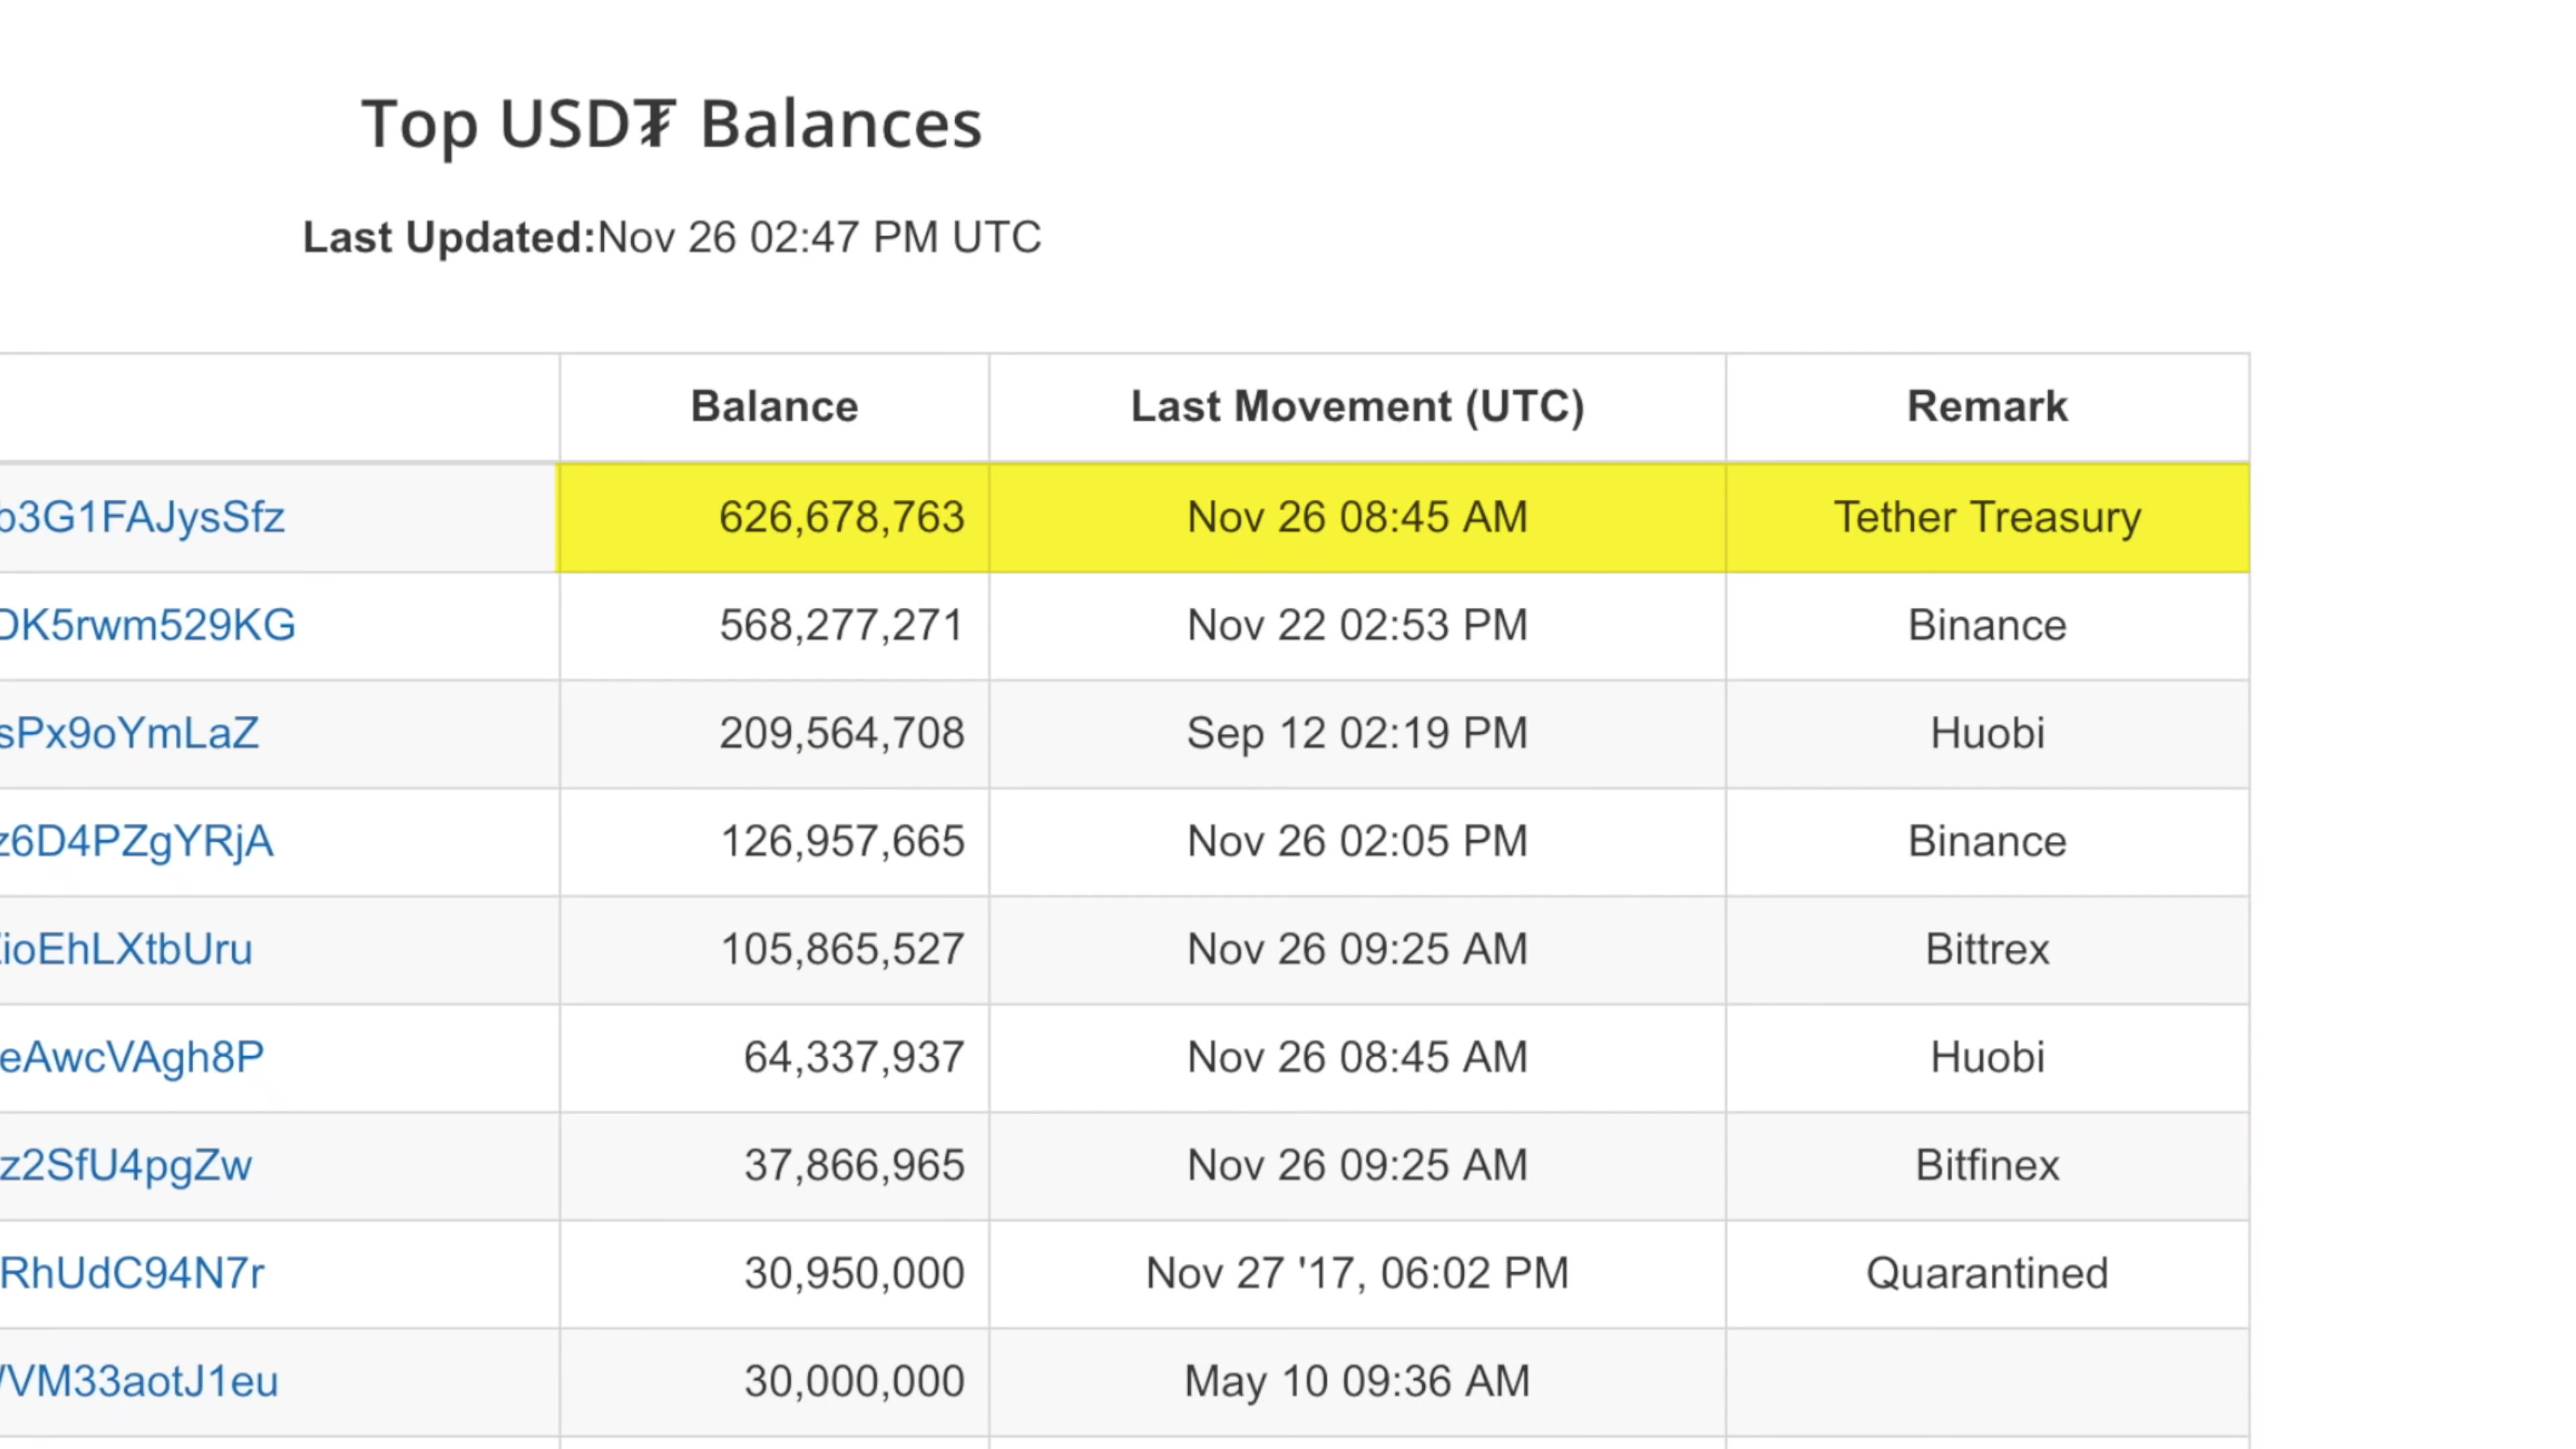 Top USD₮ Balances
Last Updated:Nov 26 02:47 PM UTC
Balance Last Movement (UTC) Remark
b3G1FAJysSfz 626,678,763 Nov 26 08:45 AM Tether Treasury
DK5rwm529KG 568,277,271 Nov 22 02:53 PM Binance
sPx9oYmLaZ 209,564,708 Sep 12 02:19 PM Huobi
z6D4PZgYRjA 126,957,665 Nov 26 02:05 PM Binance
ioEhLXtbUru 105,865,527 Nov 26 09:25 AM Bittrex
eAwcVAgh8P 64,337,937 Nov 26 08:45 AM Huobi
z2SfU4pgZw 37,866,965 Nov 26 09:25 AM Bitfinex
RhUdC94N7r 30,950,000 Nov 27 '17, 06:02 PM Quarantined
VM33aotJ1eu 30,000,000 May 10 09:36 AM